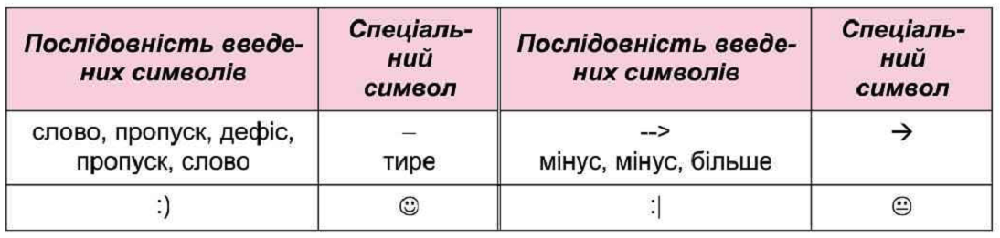 Послідовність введе-
них символів
Спеціаль-
ний
символ
Послідовність введе-
них символів
Спеціаль-
ний
символ
слово, пропуск, дефіс,
пропуск, слово
–
тире
-->
мінус, мінус, більше
→
:)
☺
:|
😐